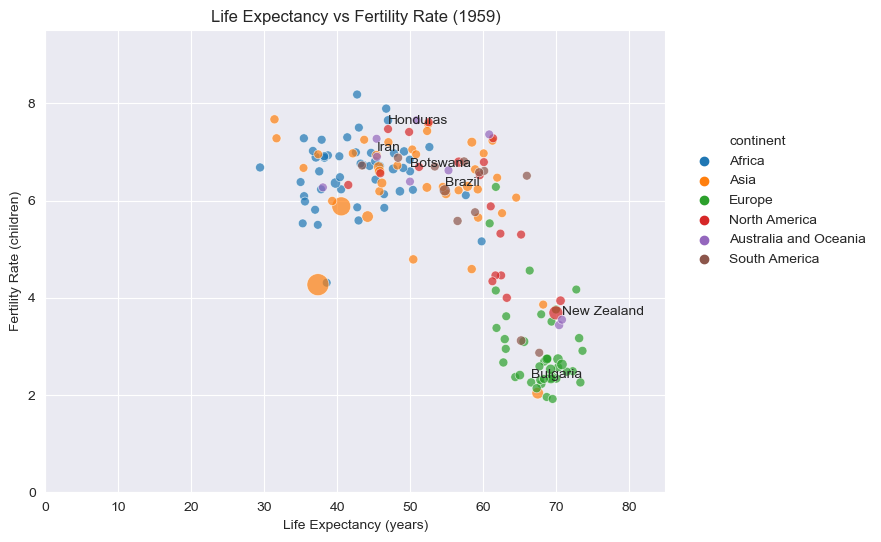 Life Expectancy vs Fertility Rate (1959)
8
6
4
2
0
Fertility Rate (children)
Honduras
Iran
Botswana
Brazil
New Zealand
Bulgaria
0 10 20 30 40 50 60 70 80
Life Expectancy (years)
continent
Africa
Asia
Europe
North America
Australia and Oceania
South America